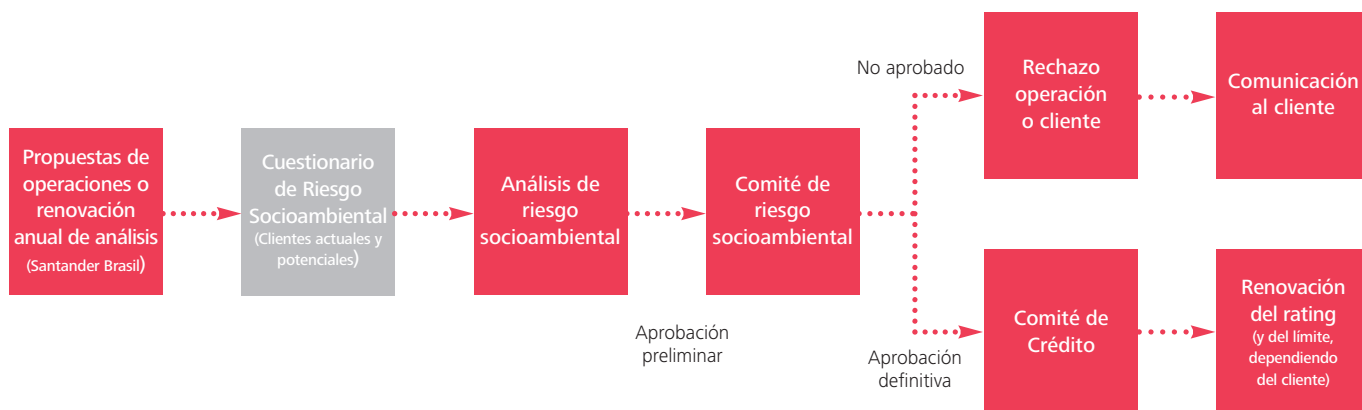 Propuestas de
operaciones o
renovación
anual de análisis
(Santander Brasil)
Cuestionario
de Riesgo
Socioambiental
(Clientes actuales y
potenciales)
Análisis de
riesgo
socioambiental
Aprobación
preliminar
Comité de
riesgo
socioambiental
No aprobado
Rechazo
operación
o cliente
Comunicación
al cliente
Aprobación
definitiva
Comité de
Crédito
Renovación
del rating
(y del límite,
dependiendo
del cliente)